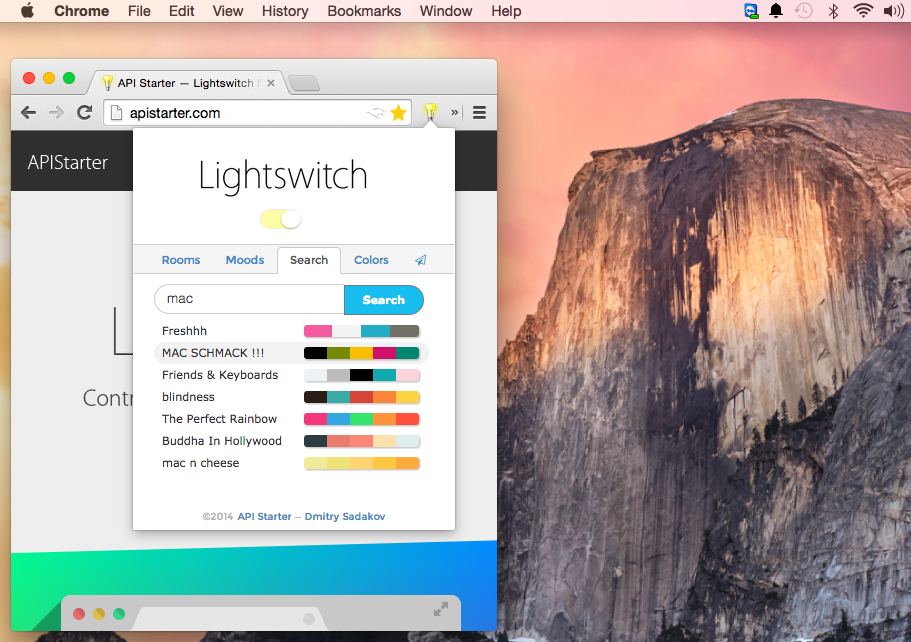 Chrome File Edit View History Bookmarks Window Help
API Starter — Lightswitch
apistarter.com
»
APIStarter
Lightswitch
Rooms Moods Search Colors
mac Search
Freshhh
MAC SCHMACK !!!
Friends & Keyboards
blindness
The Perfect Rainbow
Buddha In Hollywood
mac n cheese
L
Contr
©2014 API Starter — Dmitry Sadakov